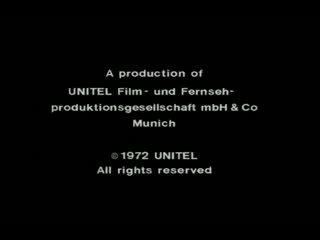 A production of
UNITEL Film- und Fernseh-
produktionsgesellschaft mbH & Co
Munich
© 1972 UNITEL
All rights reserved